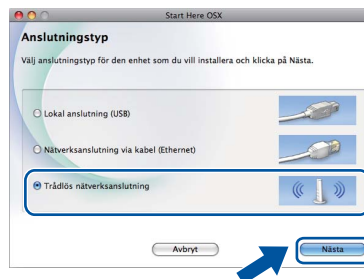 Start Here OSX
Anslutningstyp
Välj anslutningstyp för den enhet som du vill installera och klicka på Nästa.
Lokal anslutning (USB)
Nätverksanslutning via kabel (Ethernet)
Trådlös nätverksanslutning
Avbryt
Nästa